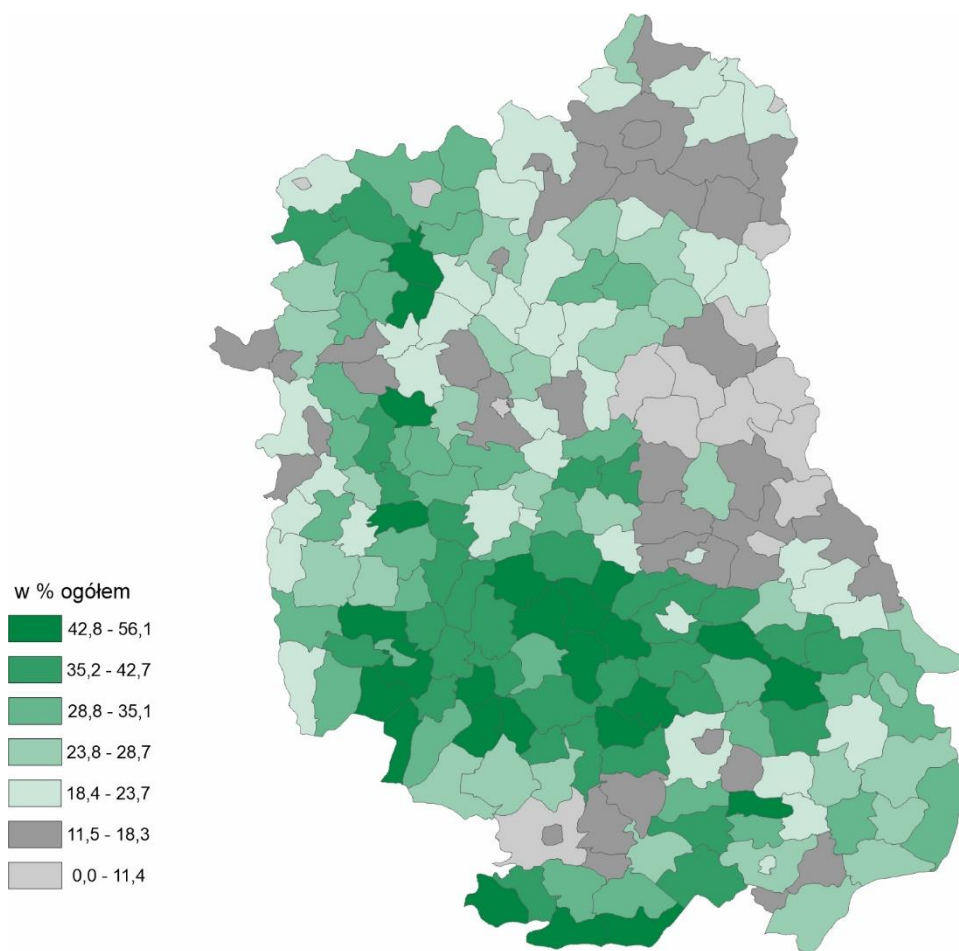 w % ogółem
42,8 - 56,1
35,2 - 42,7
28,8 - 35,1
23,8 - 28,7
18,4 - 23,7
11,5 - 18,3
0,0 - 11,4